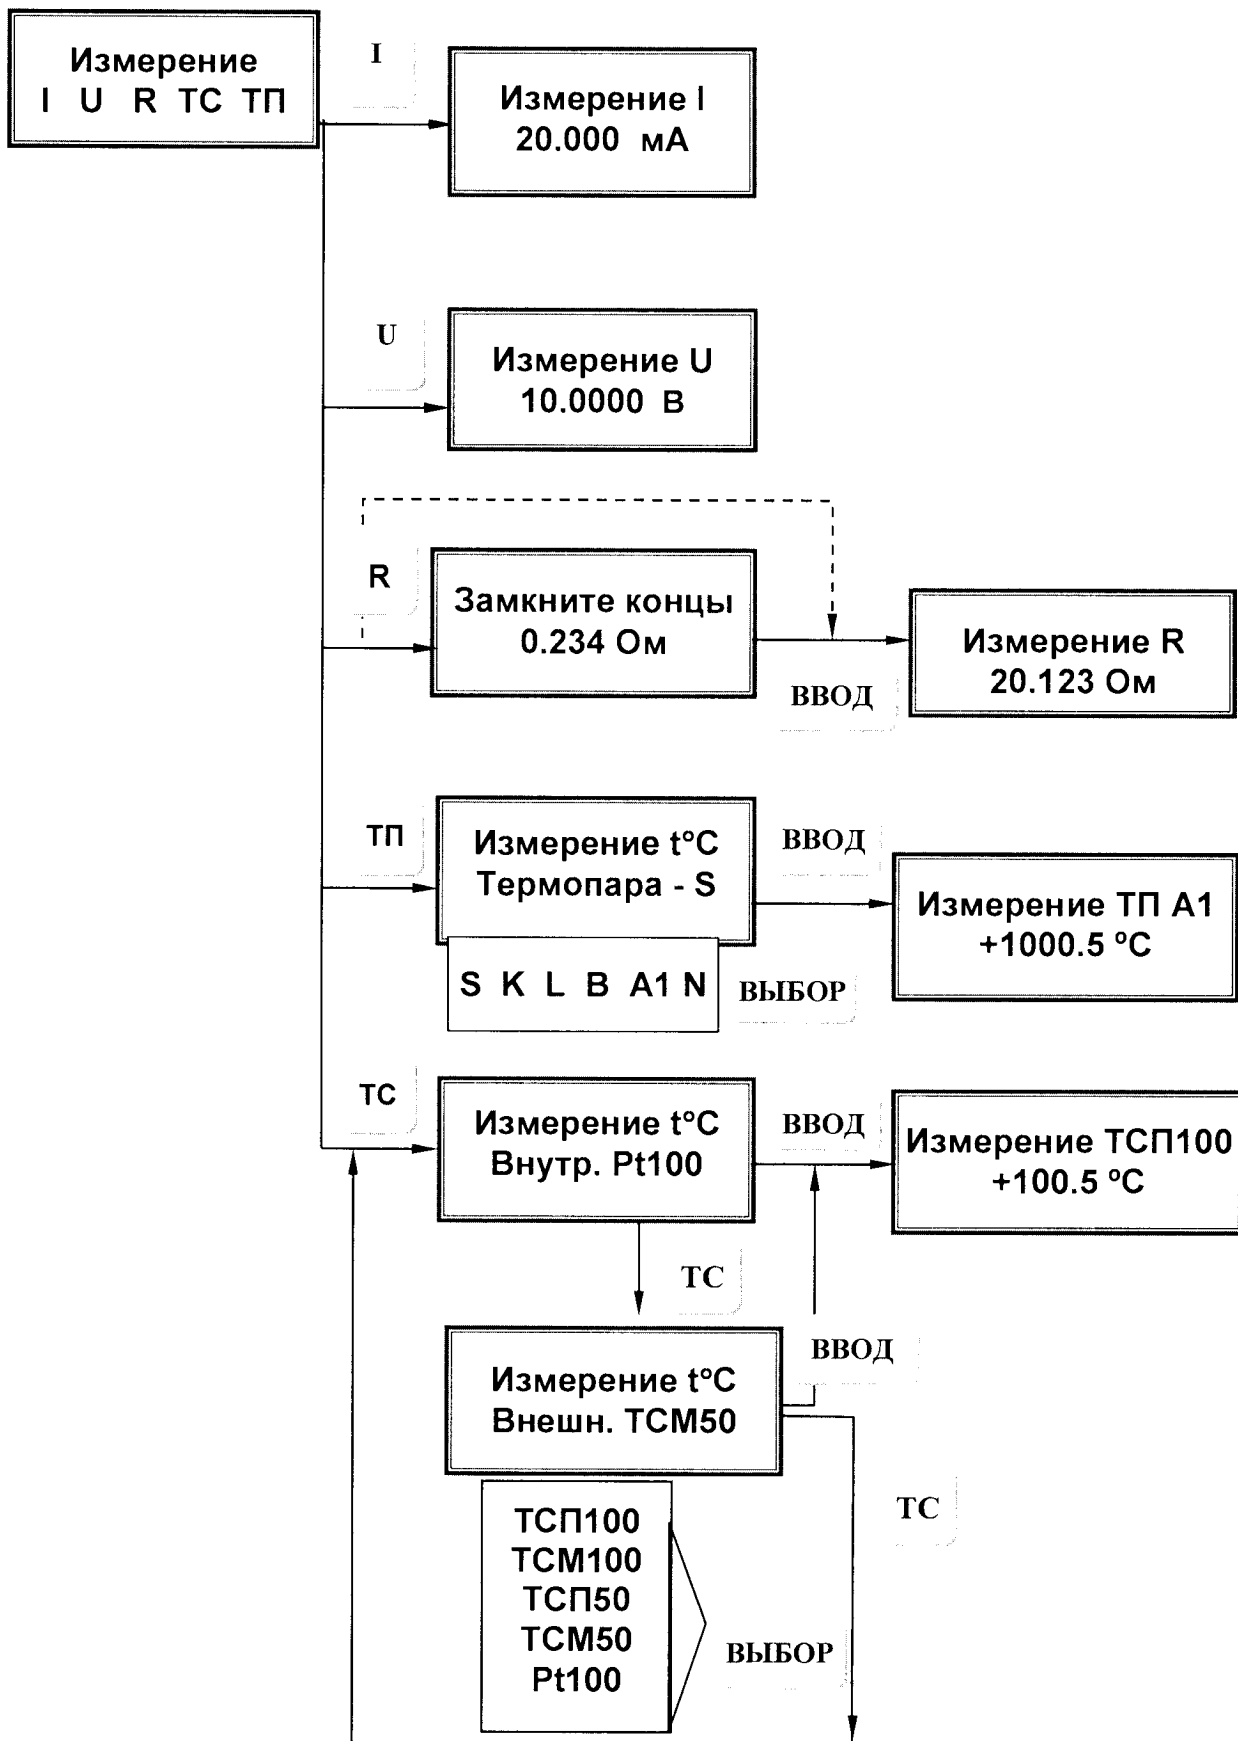 Измерение
I U R ТС ТП
I
Измерение I
20.000 мА
U
Измерение U
10.0000 В
R
Замкните концы
0.234 Ом
ВВОД
Измерение R
20.123 Ом
ТП
Измерение t°C
Термопара - S
S K L B A1 N
ВЫБОР
ВВОД
Измерение ТП А1
+1000.5 ºC
ТС
Измерение t°C
Внутр. Pt100
ВВОД
Измерение ТСП100
+100.5 ºC
ТС
Измерение t°C
Внешн. ТСМ50
ВВОД
ТС
ТСП100
ТСМ100
ТСП50
ТСМ50
Pt100
ВЫБОР